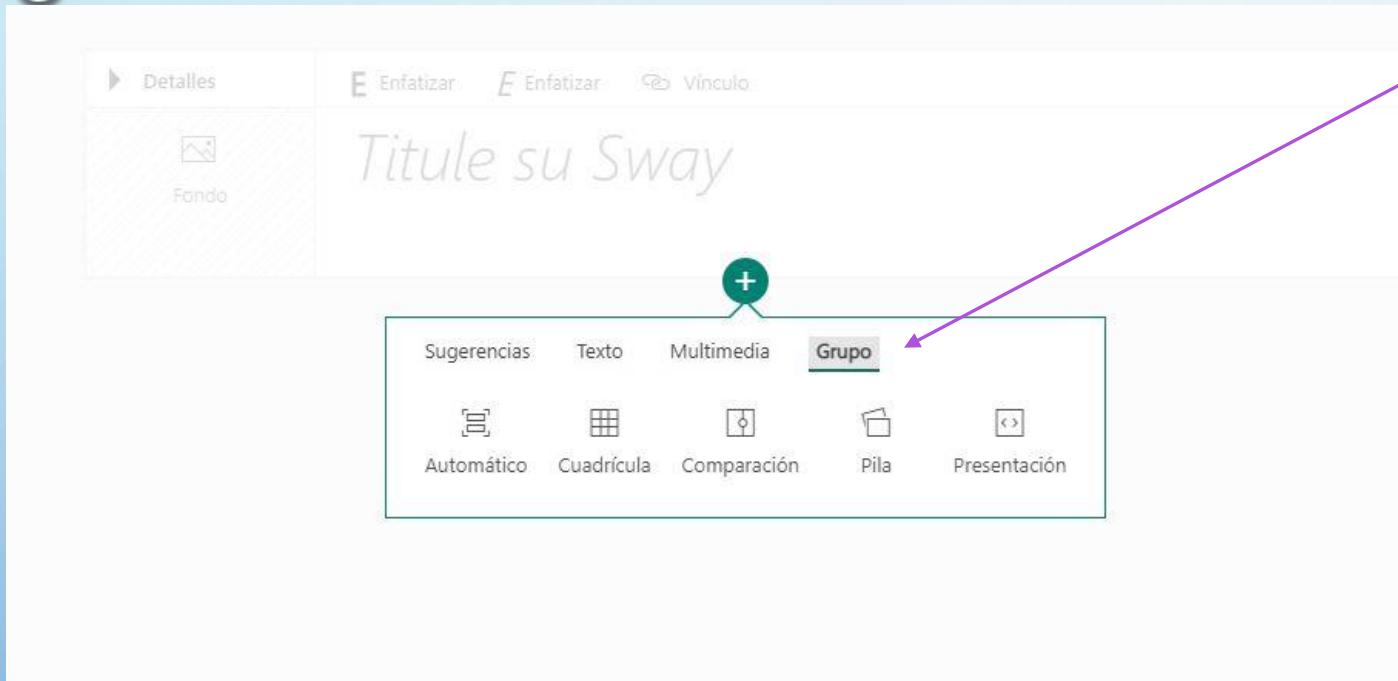 Detalles
E Enfatizar E Enfatizar Vínculo
Titule su Sway
Fondo
Sugerencias Texto Multimedia Grupo
Automático Cuadrícula Comparación Pila Presentación